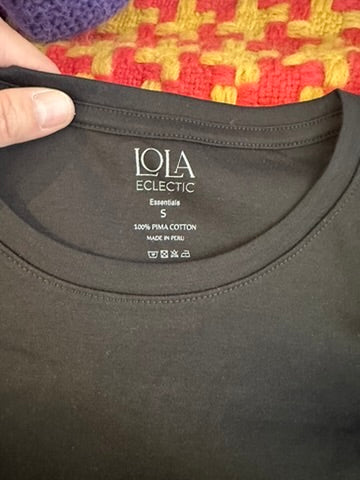 LOLA
ECLECTIC
Essentials
S
100% PIMA COTTON
MADE IN PERU